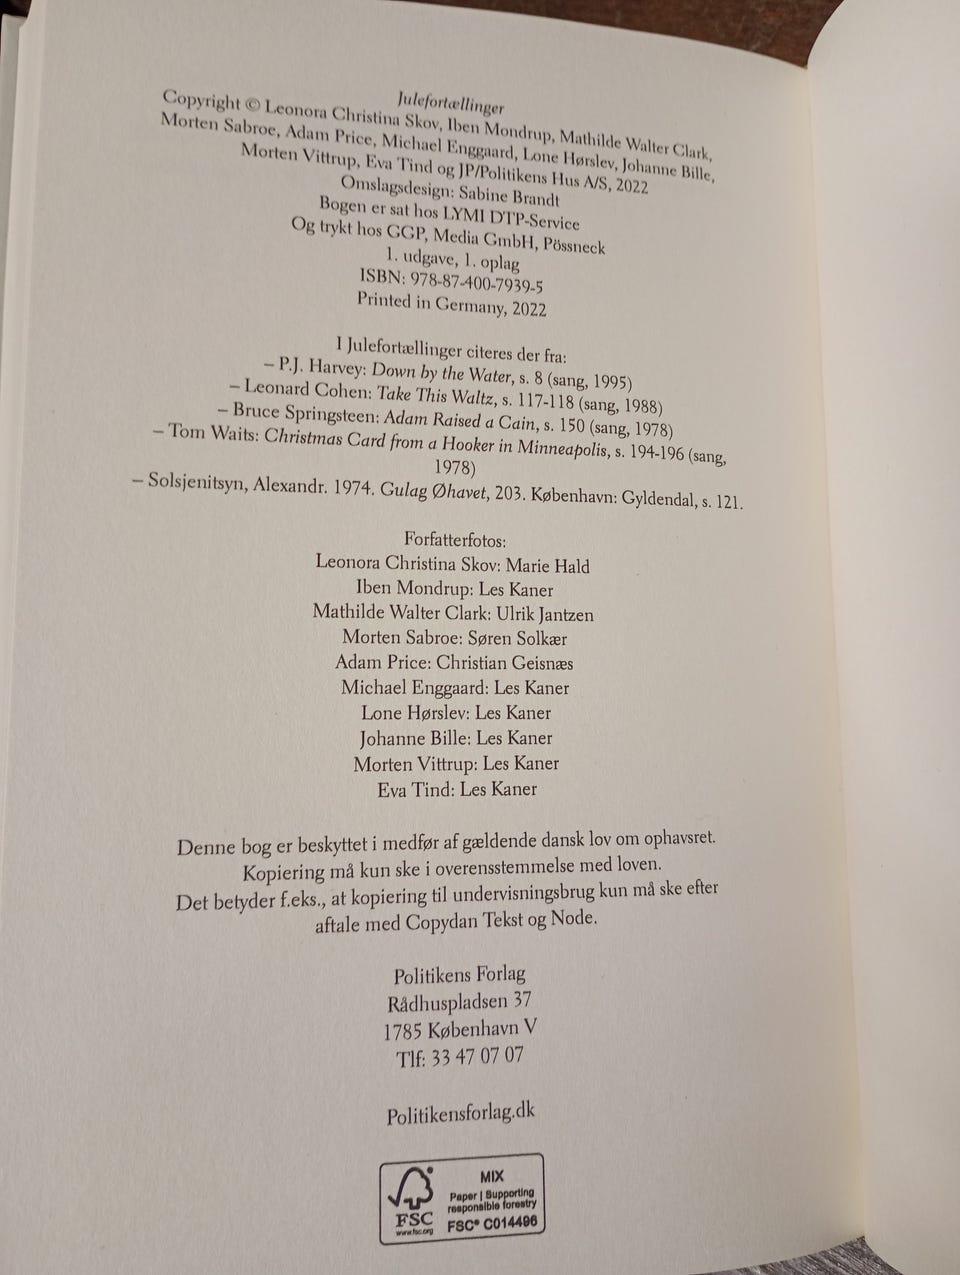 Julefortællinger
Copyright © Leonora Christina Skov, Iben Mondrup, Mathilde Walter Clark,
Morten Sabroe, Adam Price, Michael Enggaard, Lone Hørslev, Johanne Bille,
Morten Vittrup, Eva Tind og JP/Politikens Hus A/S, 2022
Omslagsdesign: Sabine Brandt
Bogen er sat hos LYMI DTP-Service
Og trykt hos GGP, Media GmbH, Pössneck
1. udgave, 1. oplag
ISBN: 978-87-400-7939-5
Printed in Germany, 2022
I Julefortællinger citeres der fra:
– P.J. Harvey: Down by the Water, s. 8 (sang, 1995)
– Leonard Cohen: Take This Waltz, s. 117-118 (sang, 1988)
– Bruce Springsteen: Adam Raised a Cain, s. 150 (sang, 1978)
– Tom Waits: Christmas Card from a Hooker in Minneapolis, s. 194-196 (sang,
1978)
– Solsjenitsyn, Alexandr. 1974. Gulag Øhavet, 203. København: Gyldendal, s. 121.
Forfatterfotos:
Leonora Christina Skov: Marie Hald
Iben Mondrup: Les Kaner
Mathilde Walter Clark: Ulrik Jantzen
Morten Sabroe: Søren Solkær
Adam Price: Christian Geisnæs
Michael Enggaard: Les Kaner
Lone Hørslev: Les Kaner
Johanne Bille: Les Kaner
Morten Vittrup: Les Kaner
Eva Tind: Les Kaner
Denne bog er beskyttet i medfør af gældende dansk lov om ophavsret.
Kopiering må kun ske i overensstemmelse med loven.
Det betyder f.eks., at kopiering til undervisningsbrug kun må ske efter
aftale med Copydan Tekst og Node.
Politikens Forlag
Rådhuspladsen 37
1785 København V
Tlf: 33 47 07 07
Politikensforlag.dk
FSC
www.fsc.org
MIX
Paper | Supporting
responsible forestry
FSC® C014496